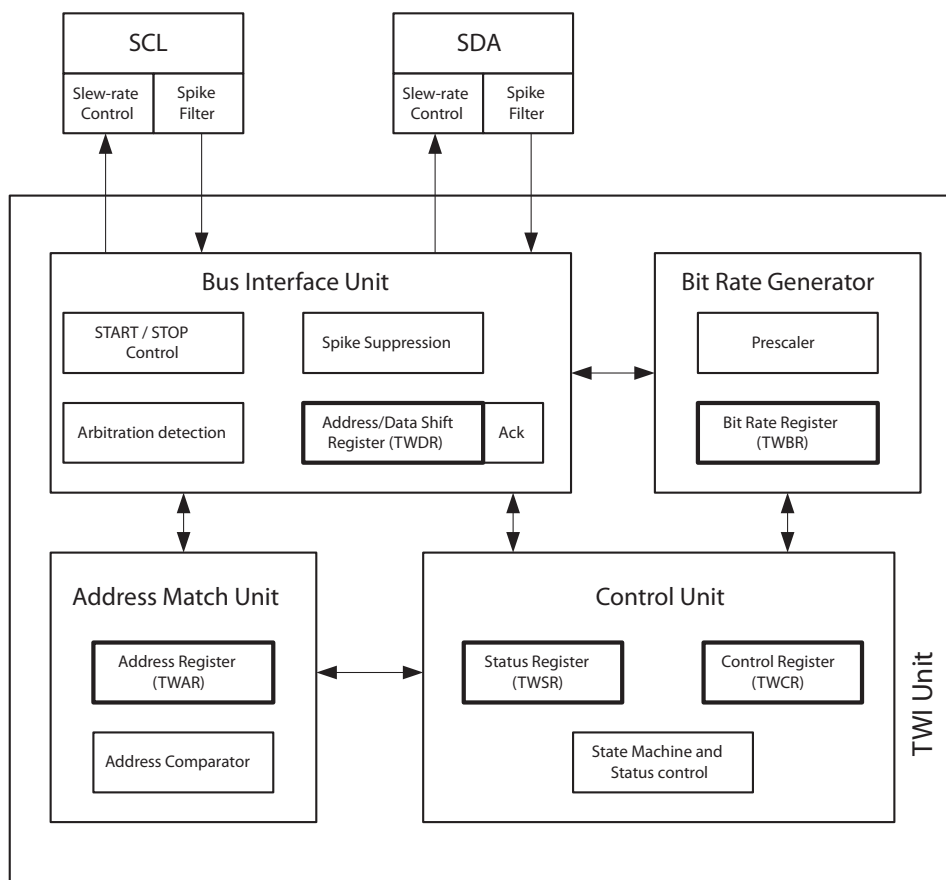 SCL
Slew-rate
Control
Spike
Filter
SDA
Slew-rate
Control
Spike
Filter
Bus Interface Unit
START / STOP
Control
Spike Suppression
Arbitration detection
Address/Data Shift
Register (TWDR)
Ack
Bit Rate Generator
Prescaler
Bit Rate Register
(TWBR)
Address Match Unit
Address Register
(TWAR)
Address Comparator
Control Unit
Status Register
(TWSR)
Control Register
(TWCR)
State Machine and
Status control
TWI Unit